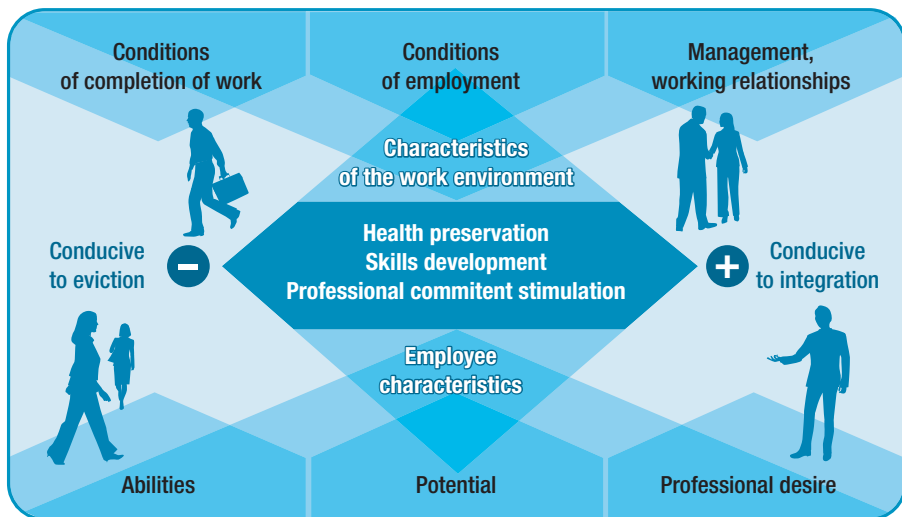 Conditions
of completion of work
Conditions
of employment
Management,
working relationships
Characteristics
of the work environment
Health preservation
Skills development
Professional commitent stimulation
Conducive
to eviction
–
+
Conducive
to integration
Employee
characteristics
Abilities
Potential
Professional desire